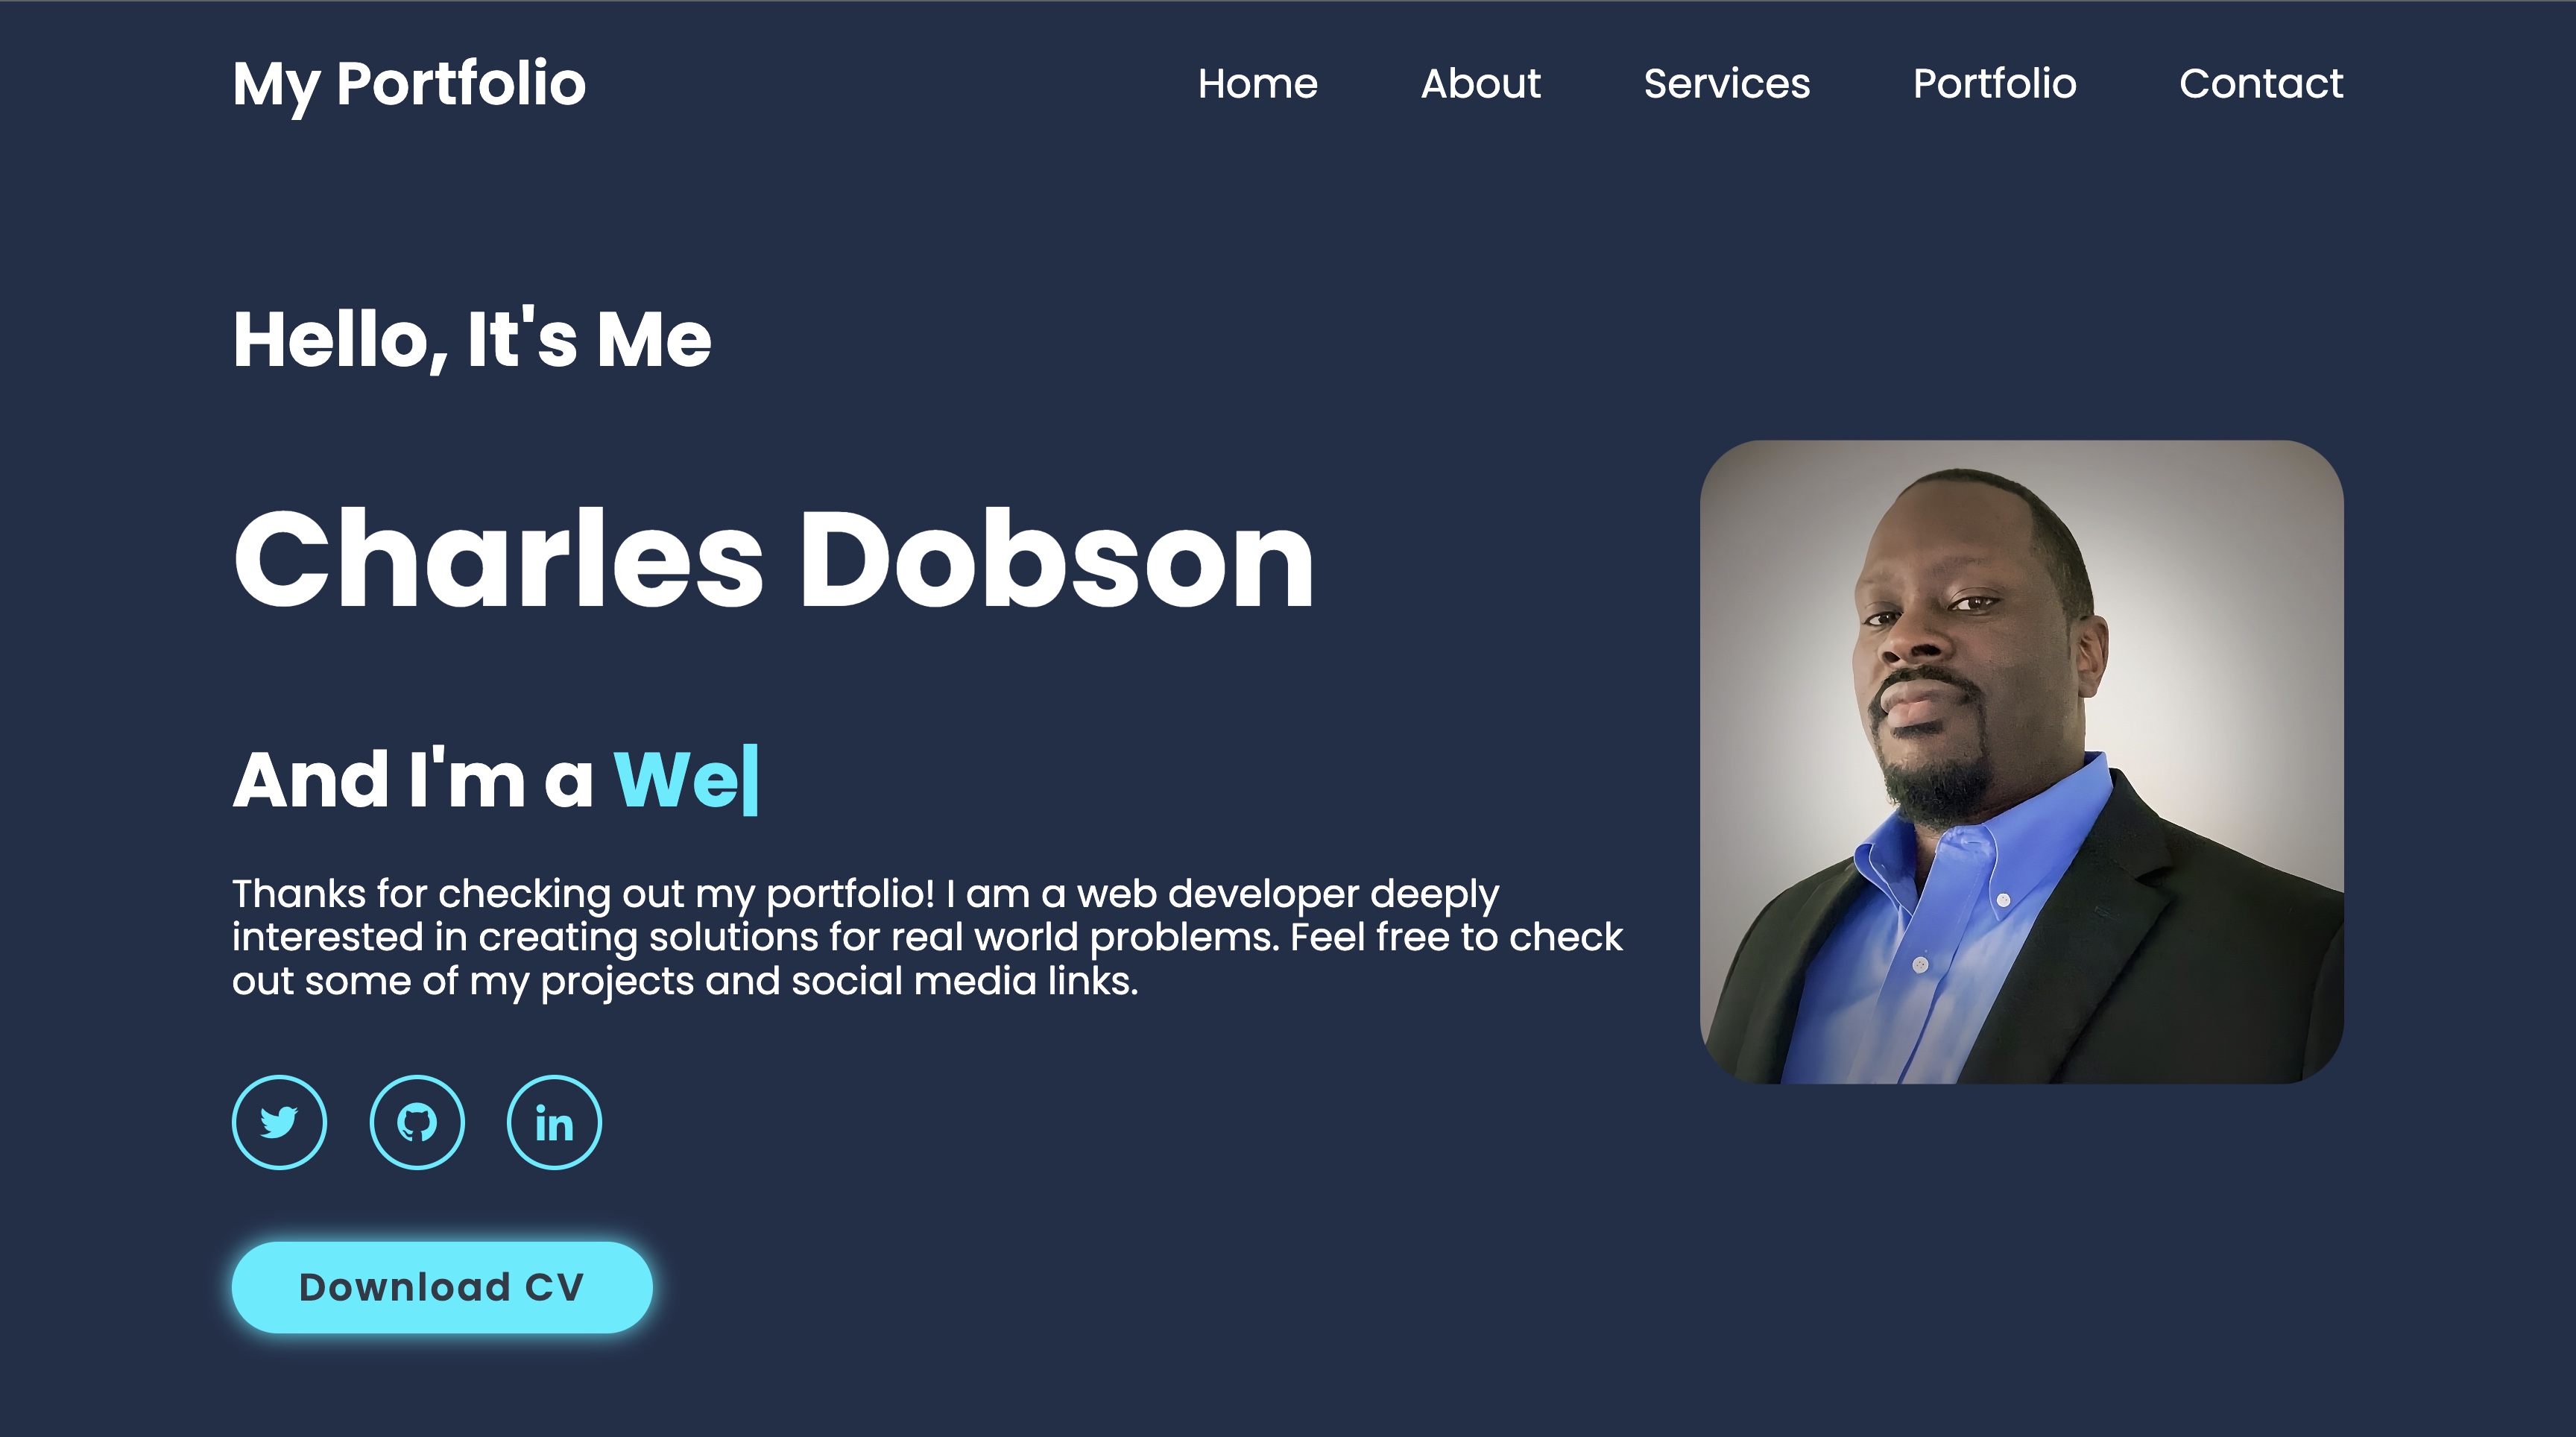 My Portfolio
Home About Services Portfolio Contact
Hello, It's Me
Charles Dobson
And I'm a We
Thanks for checking out my portfolio! I am a web developer deeply
interested in creating solutions for real world problems. Feel free to check
out some of my projects and social media links.
in
Download CV